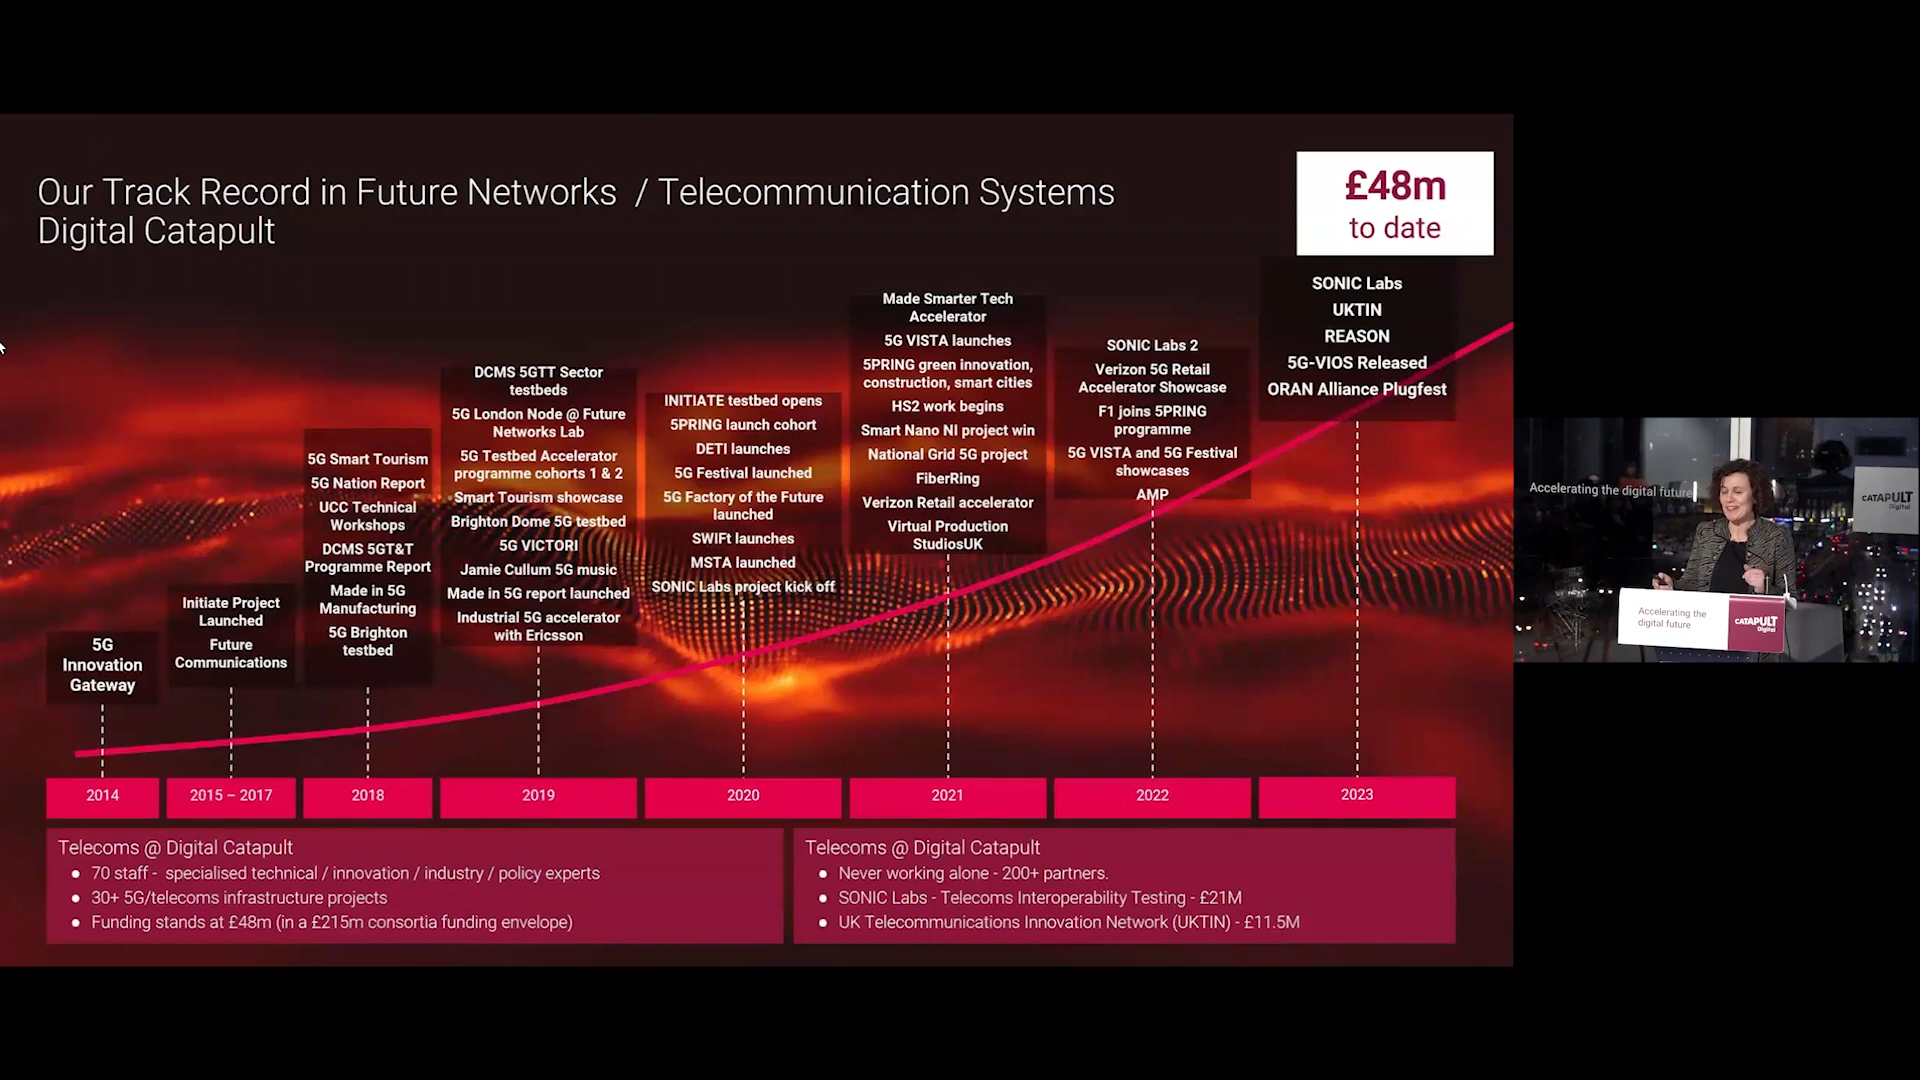 Our Track Record in Future Networks / Telecommunication Systems
Digital Catapult
£48m
to date
5G
Innovation
Gateway
Initiate Project
Launched
Future
Communications
5G Smart Tourism
5G Nation Report
UCC Technical
Workshops
DCMS 5GT&T
Programme Report
Made in 5G
Manufacturing
5G Brighton
testbed
DCMS 5GTT Sector
testbeds
5G London Node @ Future
Networks Lab
5G Testbed Accelerator
programme cohorts 1 & 2
Smart Tourism showcase
Brighton Dome 5G testbed
5G VICTORI
Jamie Cullum 5G music
Made in 5G report launched
Industrial 5G accelerator
with Ericsson
INITIATE testbed opens
5PRING launch cohort
DETI launches
5G Festival launched
5G Factory of the Future
launched
SWIFt launches
MSTA launched
SONIC Labs project kick off
Made Smarter Tech
Accelerator
5G VISTA launches
5PRING green innovation,
construction, smart cities
HS2 work begins
Smart Nano NI project win
National Grid 5G project
FiberRing
Verizon Retail accelerator
Virtual Production
StudiosUK
SONIC Labs 2
Verizon 5G Retail
Accelerator Showcase
F1 joins 5PRING
programme
5G VISTA and 5G Festival
showcases
AMP
SONIC Labs
UKTIN
REASON
5G-VIOS Released
ORAN Alliance Plugfest
2014
2015 – 2017
2018
2019
2020
2021
2022
2023
Telecoms @ Digital Catapult
● 70 staff - specialised technical / innovation / industry / policy experts
● 30+ 5G/telecoms infrastructure projects
● Funding stands at £48m (in a £215m consortia funding envelope)
Telecoms @ Digital Catapult
● Never working alone - 200+ partners.
● SONIC Labs - Telecoms Interoperability Testing - £21M
● UK Telecommunications Innovation Network (UKTIN) - £11.5M
Accelerating the digital future
CATAPULT
Digital
Accelerating the
digital future
CATAPULT
Digital